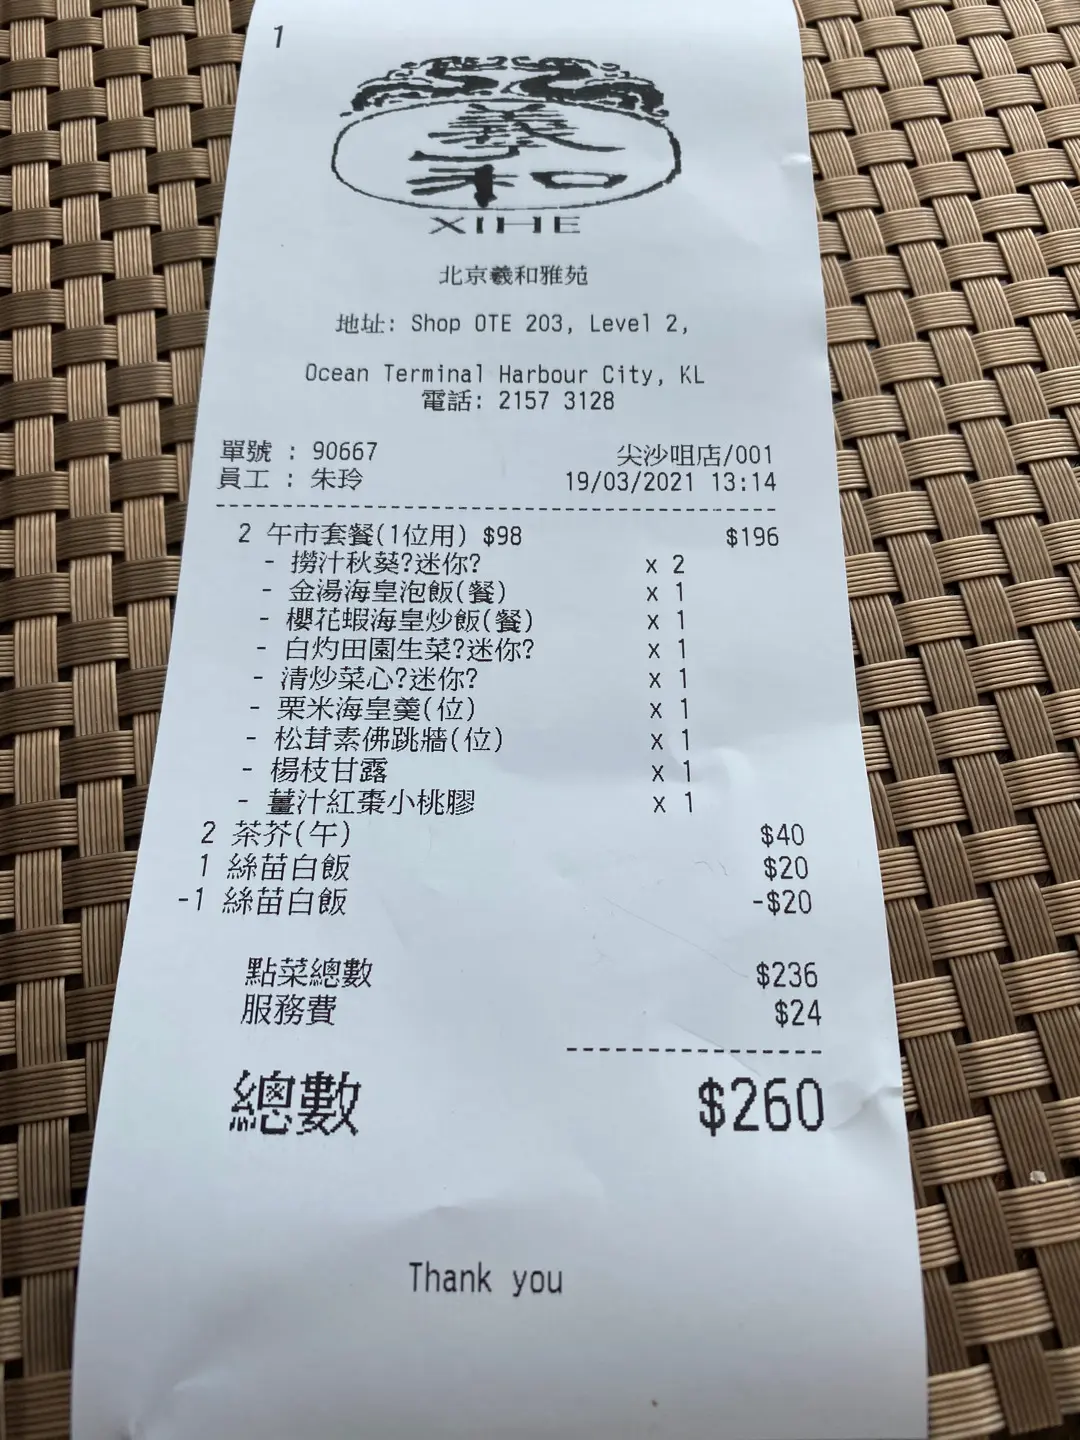 1
羲和
XIHE
北京羲和雅苑
地址: Shop OTE 203, Level 2,
Ocean Terminal Harbour City, KL
電話: 2157 3128
單號 : 90667 尖沙咀店/001
員工 : 朱玲 19/03/2021 13:14
2 午市套餐(1位用) $98 $196
- 撈汁秋葵?迷你? x 2
- 金湯海皇泡飯(餐) x 1
- 櫻花蝦海皇炒飯(餐) x 1
- 白灼田園生菜?迷你? x 1
- 清炒菜心?迷你? x 1
- 栗米海皇羹(位) x 1
- 松茸素佛跳牆(位) x 1
- 楊枝甘露 x 1
- 薑汁紅棗小桃膠 x 1
2 茶芥(午) $40
1 絲苗白飯 $20
-1 絲苗白飯 -$20
點菜總數 $236
服務費 $24
總數 $260
Thank you